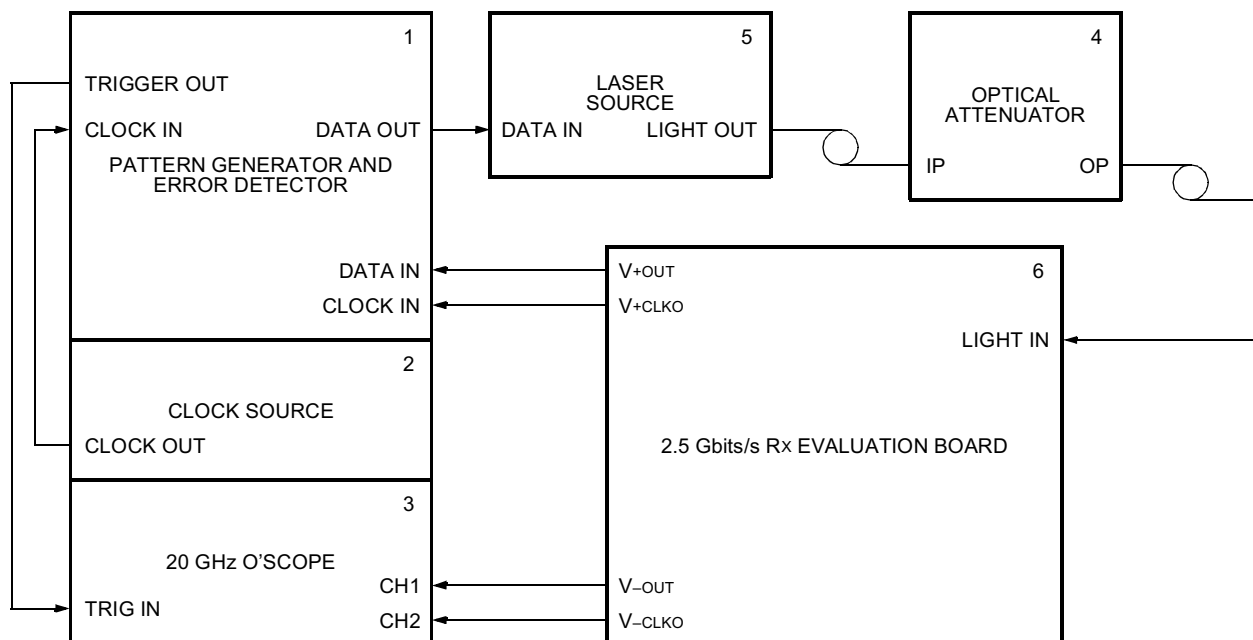 1
TRIGGER OUT
CLOCK IN
DATA OUT
PATTERN GENERATOR AND
ERROR DETECTOR
DATA IN
CLOCK IN
2
CLOCK SOURCE
CLOCK OUT
3
20 GHz O'SCOPE
CH1
TRIG IN
CH2
5
LASER
SOURCE
DATA IN
LIGHT OUT
4
OPTICAL
ATTENUATOR
IP
OP
6
V+OUT
V+CLKO
LIGHT IN
2.5 Gbits/s Rx EVALUATION BOARD
V–OUT
V–CLKO